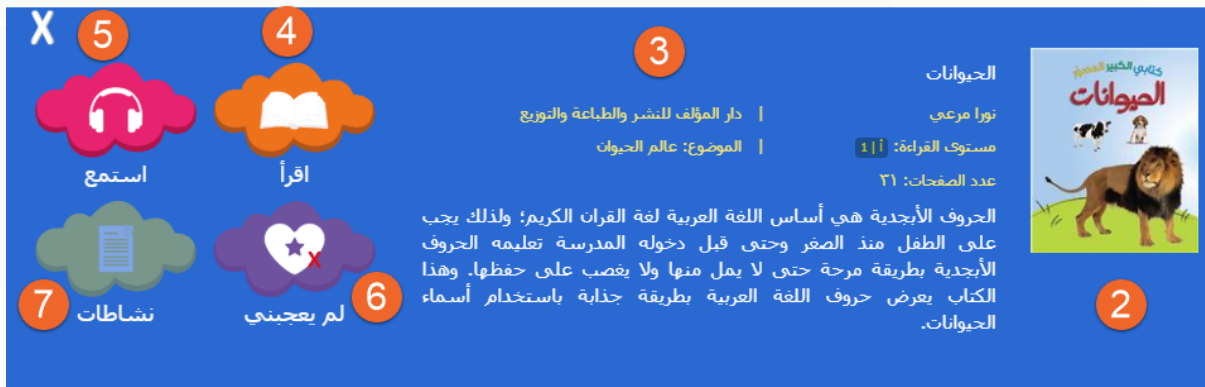 كتابي الكبير المصور
الحيوانات
2
الحيوانات
نورا مرعي | دار المؤلف للنشر والطباعة والتوزيع
مستوى القراءة: أ | 1 | الموضوع: عالم الحيوان
عدد الصفحات: ٣١
الحروف الأبجدية هي أساس اللغة العربية لغة القران الكريم؛ ولذلك يجب
على الطفل منذ الصغر وحتى قبل دخوله المدرسة تعليمه الحروف
الأبجدية بطريقة مرحة حتى لا يمل منها ولا يغصب على حفظها. وهذا
الكتاب يعرض حروف اللغة العربية بطريقة جذابة باستخدام أسماء
الحيوانات.
3
4
اقرأ
5
استمع
X
6
لم يعجبني
7
نشاطات